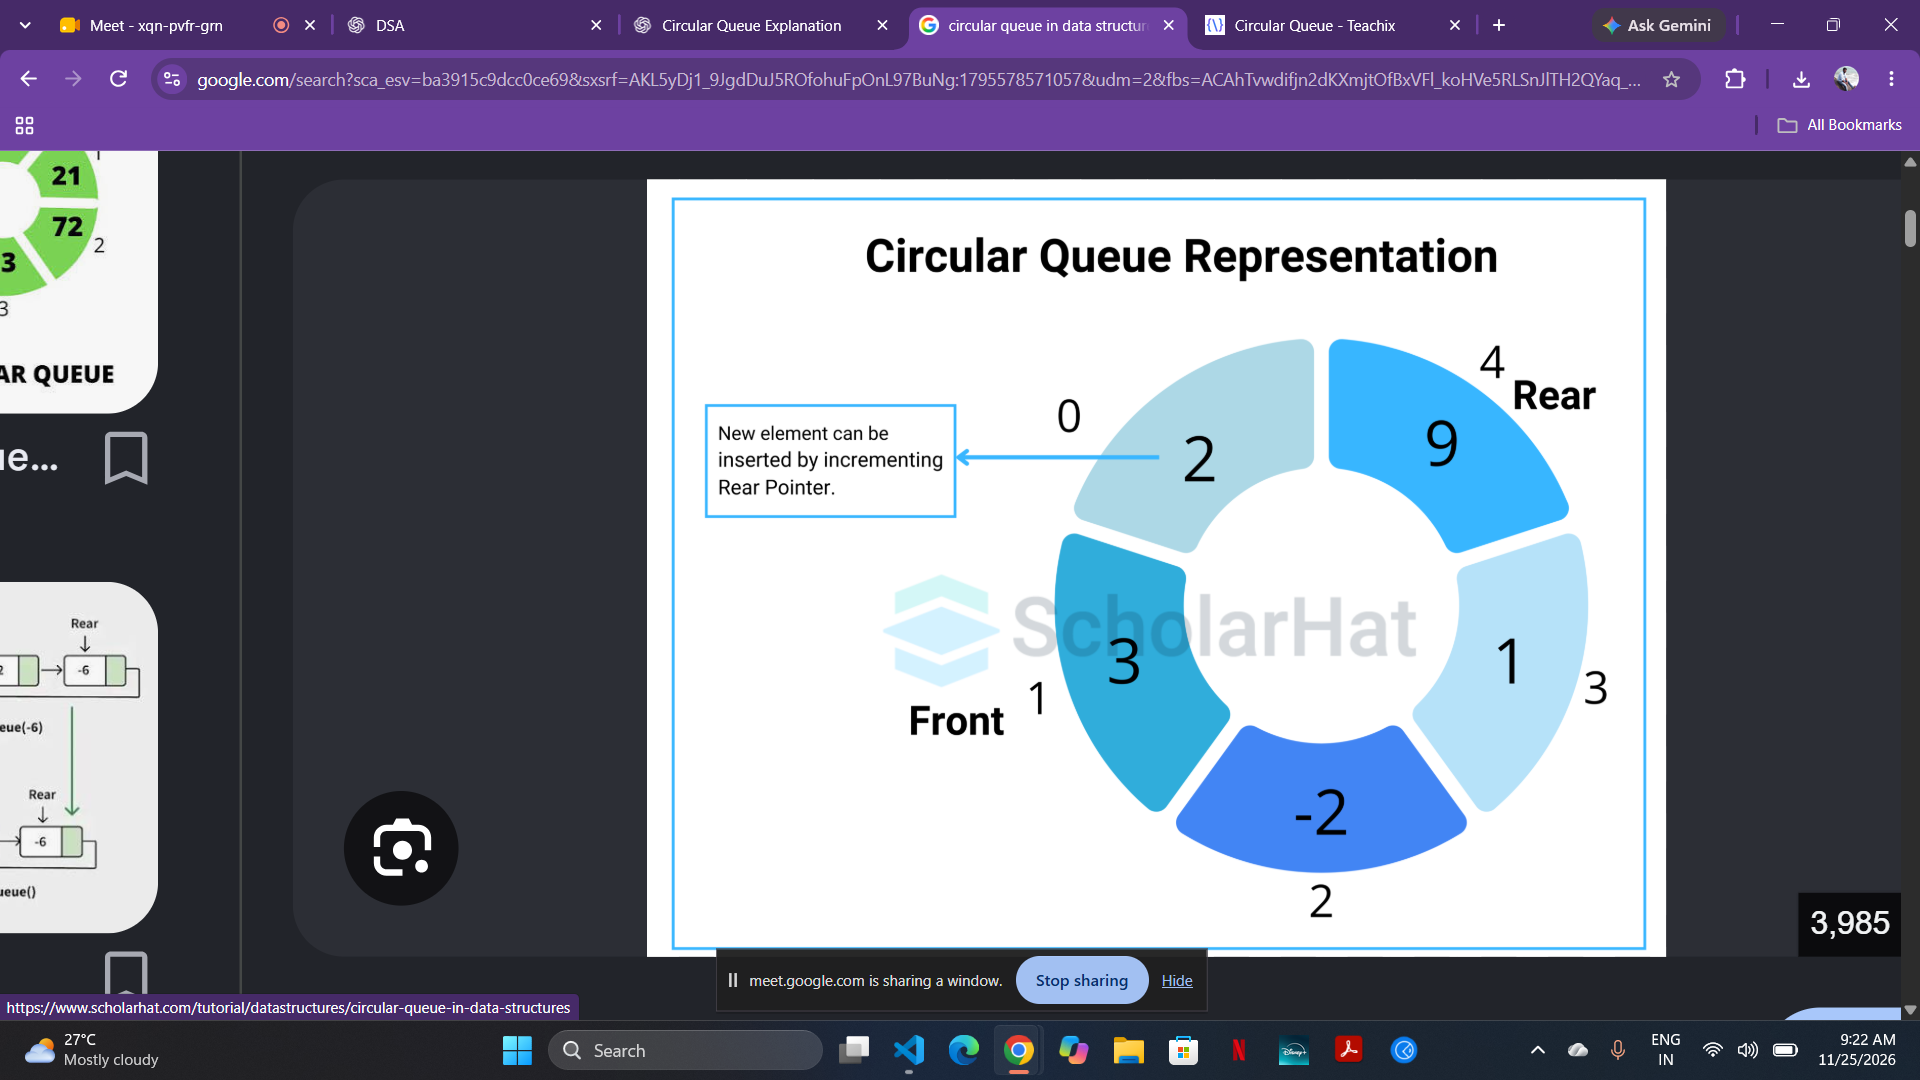 Meet - xqn-pvfr-grn
DSA
Circular Queue Explanation
circular queue in data structur
Circular Queue - Teachix
Ask Gemini
google.com/search?sca_esv=ba3915c9dcc0ce69&sxsrf=AKL5yDj1_9JgdDuJ5ROfohuFpOnL97BuNg:1795578571057&udm=2&fbs=ACAhTvwdifjn2dKXmjtOfBxVFl_koHVe5RLSnJlTH2QYaq_...
All Bookmarks
1
21
72
2
3
3
AR QUEUE
ue...
Rear
2
-6
eue(-6)
Rear
-6
ueue()
Circular Queue Representation
4
Rear
0
9
2
New element can be
inserted by incrementing
Rear Pointer.
ScholarHat
3
1
1
3
Front
-2
2
3,985
meet.google.com is sharing a window.
Stop sharing
Hide
https://www.scholarhat.com/tutorial/datastructures/circular-queue-in-data-structures
27°C
Mostly cloudy
Search
Disney+
ENG
IN
9:22 AM
11/25/2026